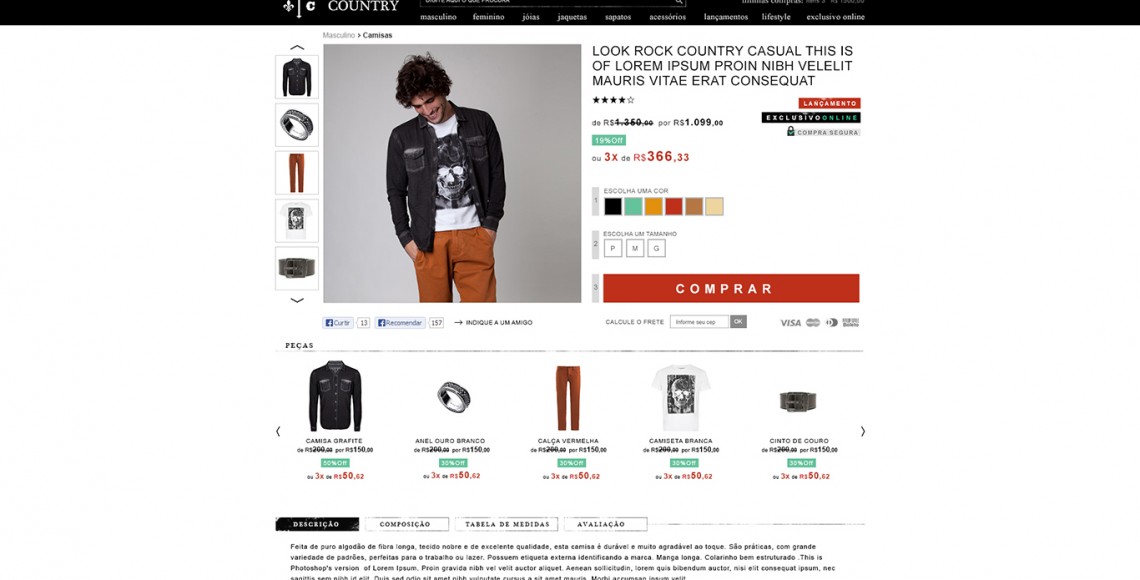 COUNTRY
masculino feminino jóias jaquetas sapatos acessórios lançamentos lifestyle exclusivo online
Masculino > Camisas
LOOK ROCK COUNTRY CASUAL THIS IS
OF LOREM IPSUM PROIN NIBH VELELIT
MAURIS VITAE ERAT CONSEQUAT
LANÇAMENTO
EXCLUSIVO ONLINE
COMPRA SEGURA
de R$1.350,00 por R$1.099,00
19%Off
ou 3X de R$366,33
1 ESCOLHA UMA COR
2 ESCOLHA UM TAMANHO
P M G
3 COMPRAR
Curtir 13 Recomendar 157 INDIQUE A UM AMIGO
CALCULE O FRETE Informe seu cep OK VISA
PEÇAS
CAMISA GRAFITE ANEL OURO BRANCO CALÇA VERMELHA CAMISETA BRANCA CINTO DE COURO
de R$200,00 por R$150,00 de R$200,00 por R$150,00 de R$200,00 por R$150,00 de R$200,00 por R$150,00 de R$200,00 por R$150,00
30%Off 30%Off 30%Off 30%Off
ou 3X de R$50,62 ou 3X de R$50,62 ou 3X de R$50,62 ou 3X de R$50,62 ou 3X de R$50,62
DESCRIÇÃO COMPOSIÇÃO TABELA DE MEDIDAS AVALIAÇÃO
Feita de puro algodão de fibra longa, tecido nobre e de excelente qualidade, esta camisa é durável e muito agradável ao toque. São práticas, com grande
variedade de padrões, perfeitas para o trabalho ou lazer. Possuem etiqueta externa identificando a marca. Manga longa. Colarinho bem estruturado .This is
Photoshop's version of Lorem Ipsum. Proin gravida nibh vel velit auctor aliquet. Aenean sollicitudin, lorem quis bibendum auctor, nisi elit consequat ipsum, nec
sagittis sem nibh id elit. Duis sed odio sit amet nibh vulputate cursus a sit amet mauris. Morbi accumsan ipsum velit.